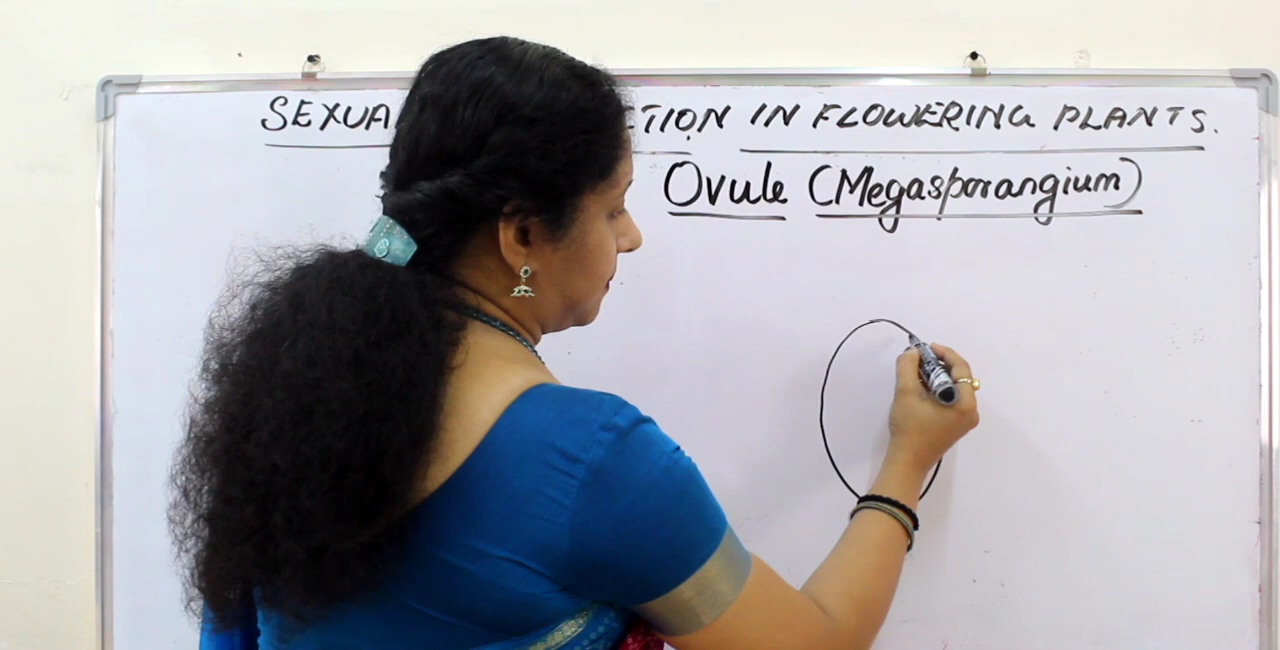 SEXUA TION IN FLOWERING PLANTS.
Ovule (Megasporangium)